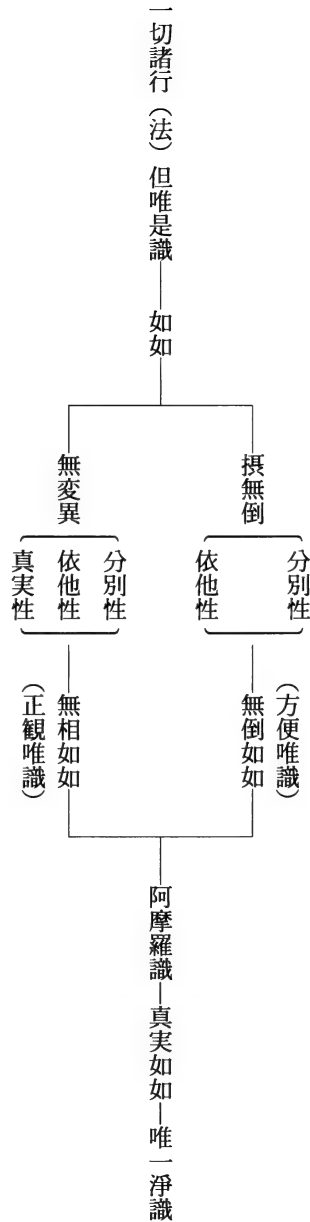 一切諸行（法）但唯是識
如如
摂無倒
分別性
依他性
（方便唯識）
無倒如如
無変異
分別性
依他性
真実性
無相如如
（正観唯識）
阿摩羅識
真実如如
唯一淨識